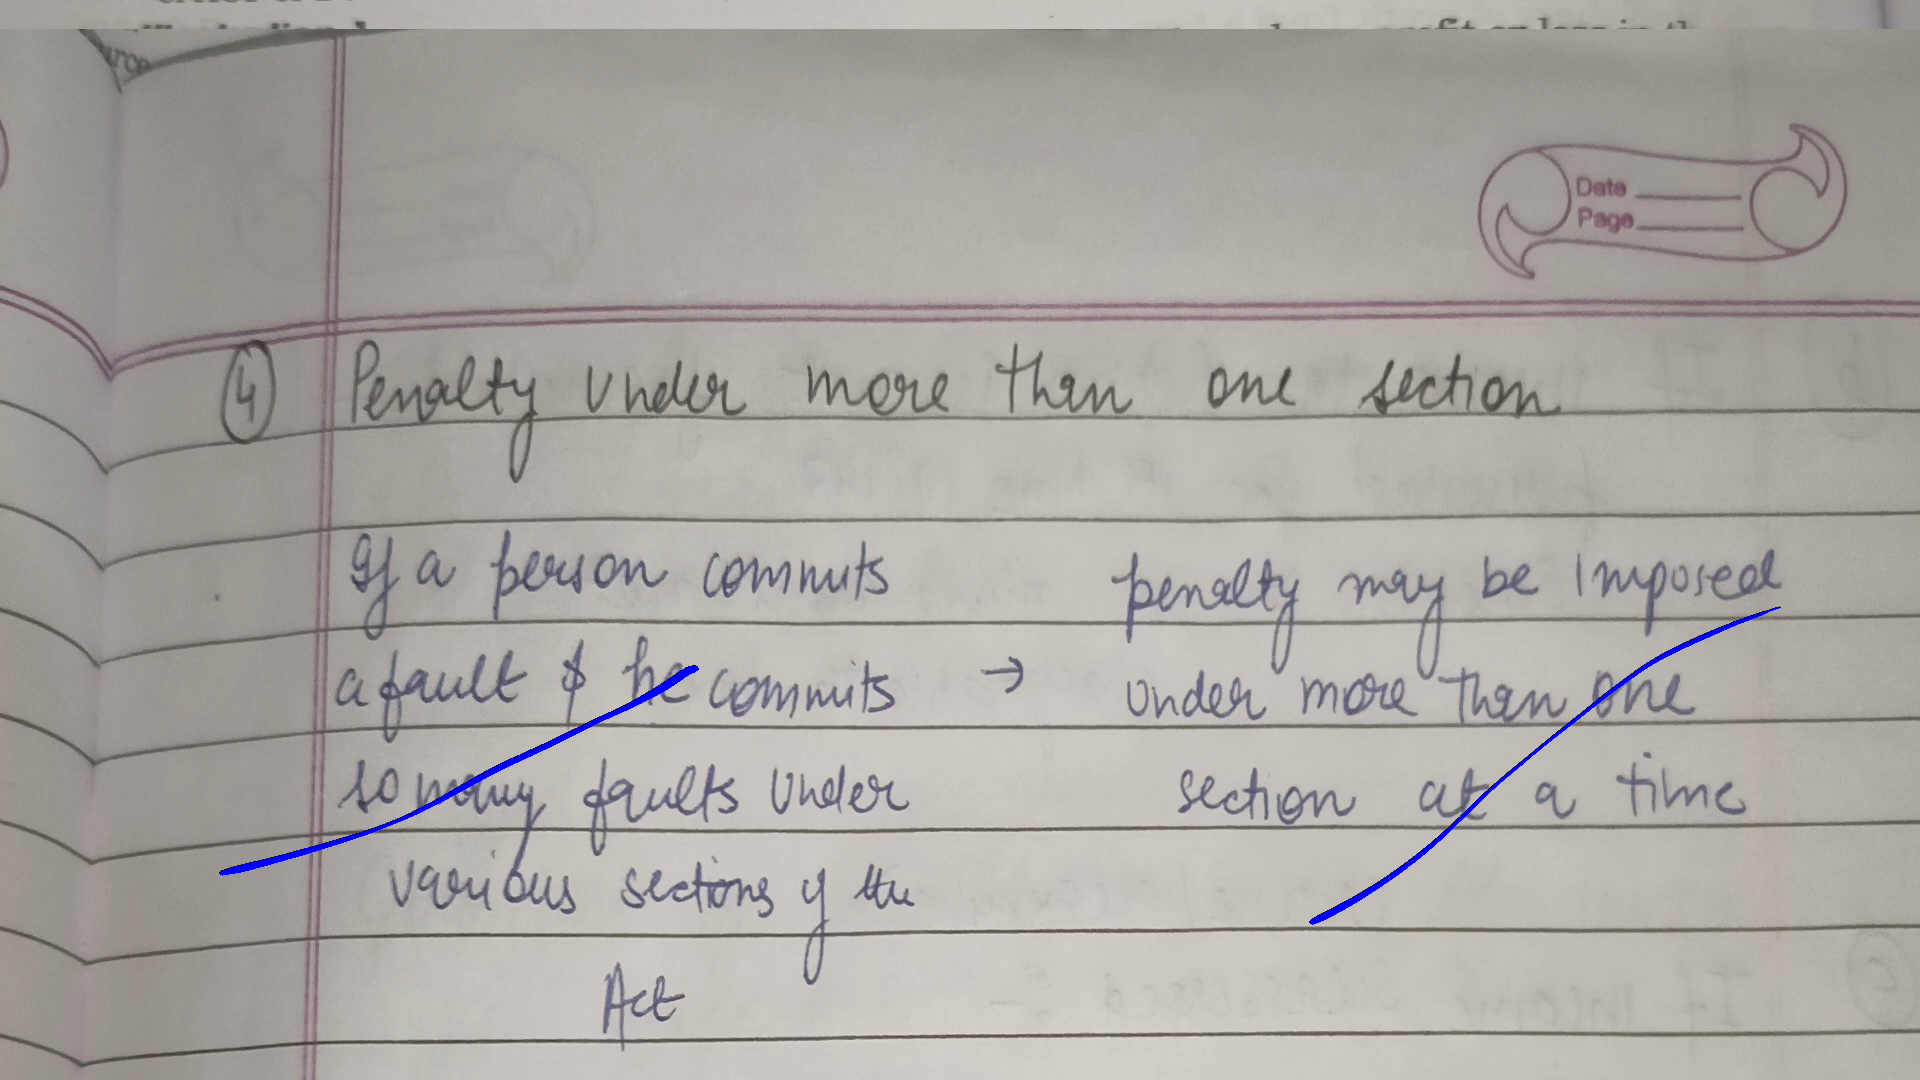 Date
Page
④ Penalty Under more than one section
If a person commits penalty may be Imposed
a fault & he commits → Under more than one
so many faults Under section at a time
various sections of the
Act